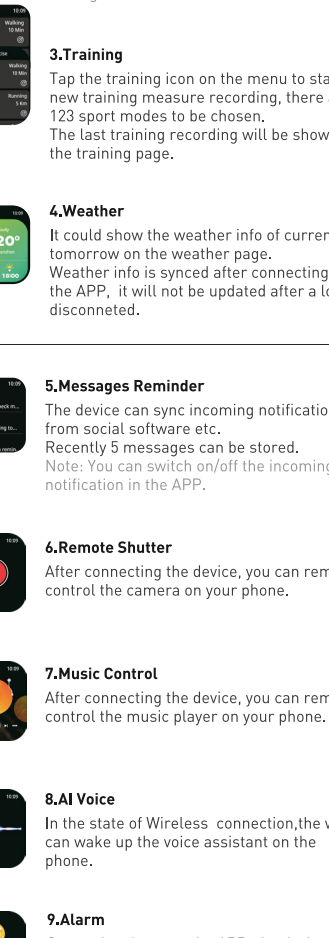 10:09
Walking
10 Min
Walking
10 Min
Running
5 Km
3.Training
Tap the training icon on the menu to
new training measure recording, there
123 sport modes to be chosen.
The last training recording will be
the training page.
10:09
20°
18:00
4.Weather
It could show the weather info of
tomorrow on the weather page.
Weather info is synced after connecting
the APP, it will not be updated after a
disconneted.
10:09
5.Messages Reminder
The device can sync incoming
from social software etc.
Recently 5 messages can be stored.
Note: You can switch on/off the incoming
notification in the APP.
10:09
6.Remote Shutter
After connecting the device, you can
control the camera on your phone.
10:09
7.Music Control
After connecting the device, you can
control the music player on your phone.
10:09
8.AI Voice
In the state of Wireless connection,the
can wake up the voice assistant on the
phone.
9.Alarm